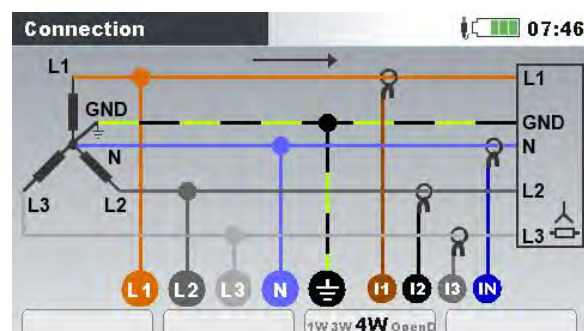 Connection 07:46
L1 L1
GND GND
N N
L3 L2 L2
L3
L1 L2 L3 N I1 I2 I3 IN
1W 3W 4W OpenD